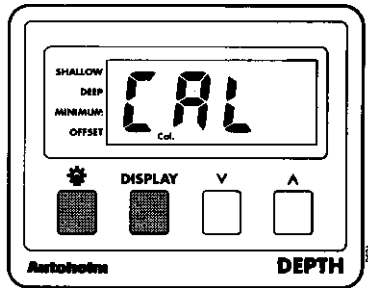 SHALLOW
DEEP
MINIMUM
OFFSET
CAL
Cal.
DISPLAY
Autohelm
DEPTH